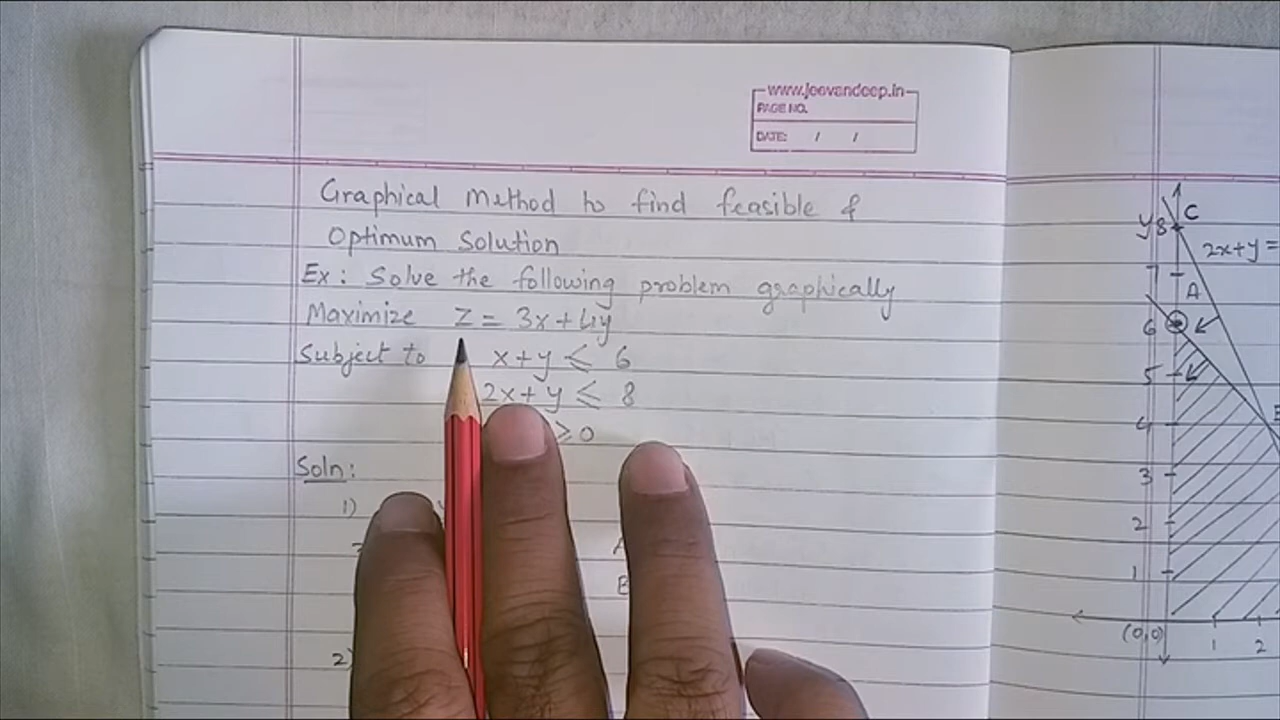 www.jeevandeep.in
PAGE NO.
DATE: / /
Graphical Method to find feasible &
Optimum Solution
Ex: Solve the following problem graphically
Maximize Z = 3x+4y
Subject to x+y ≤ 6
2x+y ≤ 8
≥0
Soln:
1)
2)
y
8
C
2x+y =
7
A
6
5
4
3
2
1
(0,0)
1
2